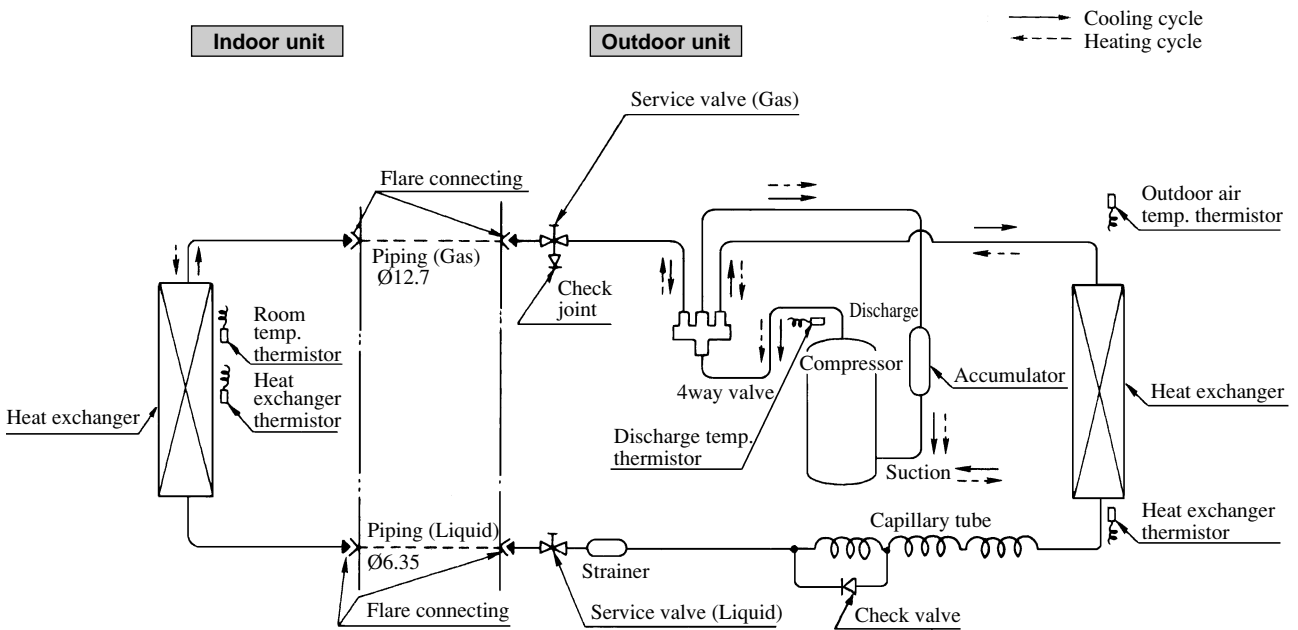 Cooling cycle
Heating cycle
Indoor unit
Outdoor unit
Service valve (Gas)
Flare connecting
Outdoor air
temp. thermistor
Piping (Gas)
Ø12.7
Check
joint
Room
temp.
thermistor
Heat
exchanger
thermistor
Heat exchanger
Discharge
Compressor
4way valve
Accumulator
Heat exchanger
Discharge temp.
thermistor
Suction
Heat exchanger
thermistor
Piping (Liquid)
Ø6.35
Capillary tube
Strainer
Flare connecting
Service valve (Liquid)
Check valve